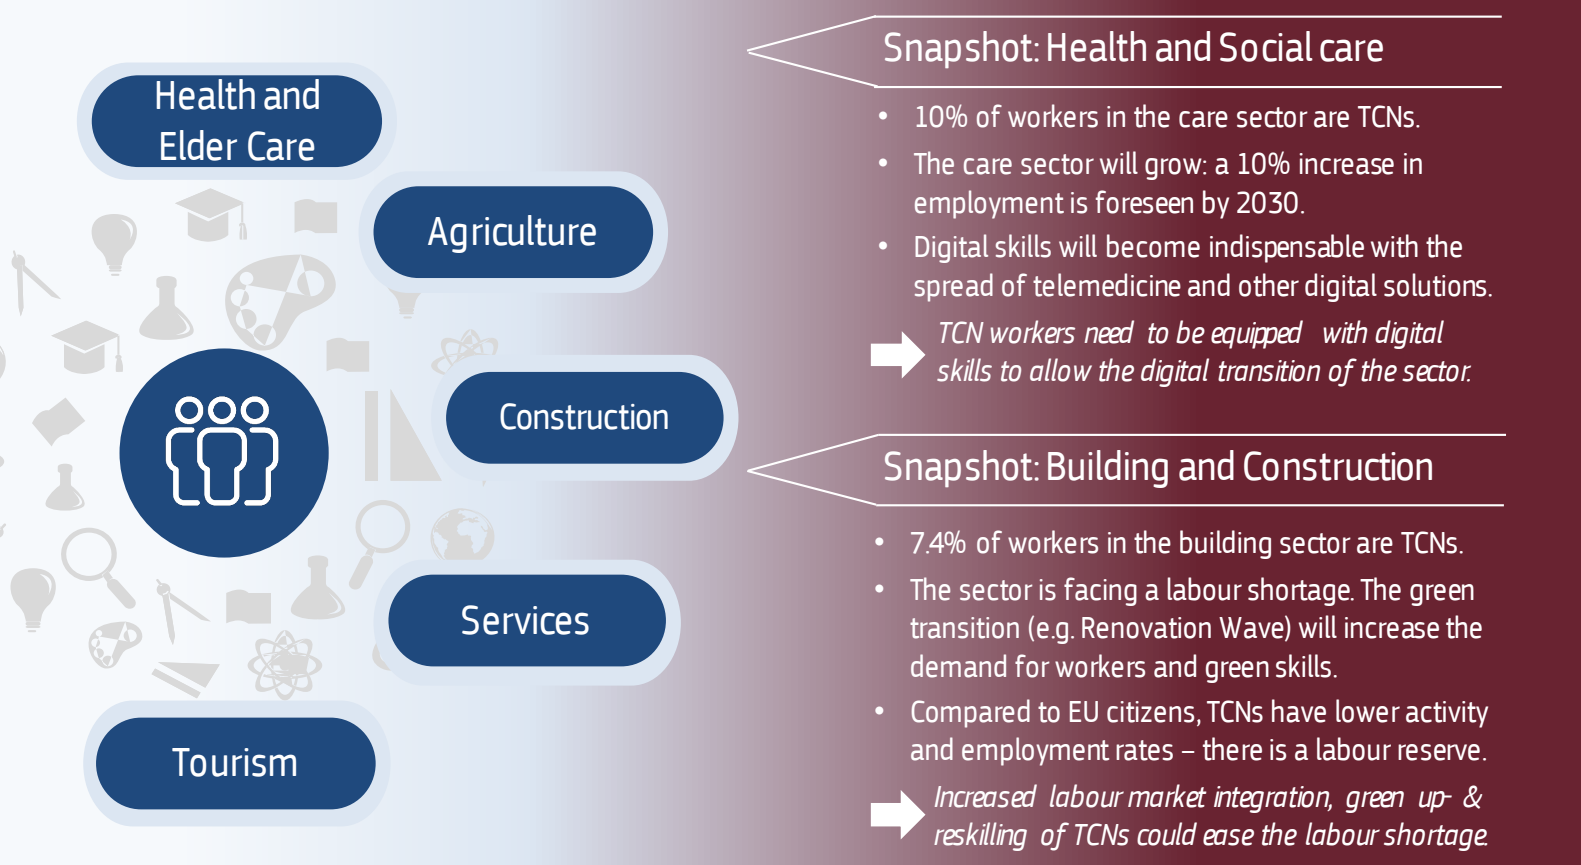 Health and
Elder Care
Agriculture
Construction
Services
Tourism
Snapshot: Health and Social care
• 10% of workers in the care sector are TCNs.
• The care sector will grow: a 10% increase in
employment is foreseen by 2030.
• Digital skills will become indispensable with the
spread of telemedicine and other digital solutions.
TCN workers need to be equipped with digital
skills to allow the digital transition of the sector.
Snapshot: Building and Construction
• 7.4% of workers in the building sector are TCNs.
• The sector is facing a labour shortage. The green
transition (e.g. Renovation Wave) will increase the
demand for workers and green skills.
• Compared to EU citizens, TCNs have lower activity
and employment rates – there is a labour reserve.
Increased labour market integration, green up- &
reskilling of TCNs could ease the labour shortage.